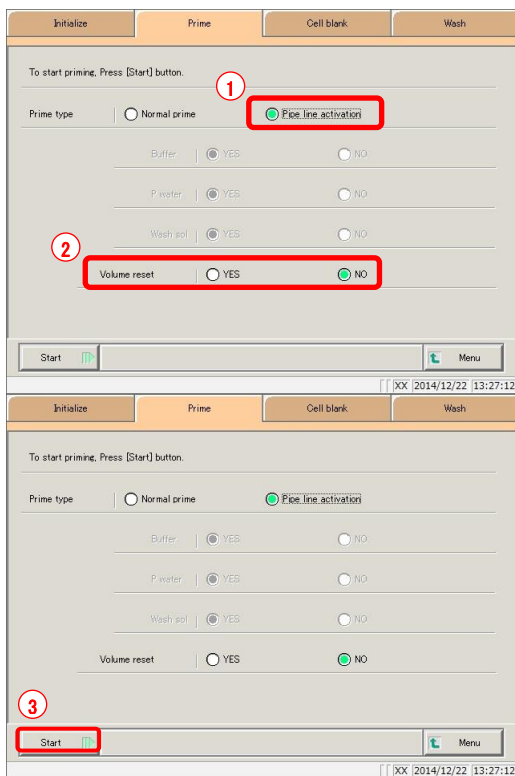 Initialize Prime Cell blank Wash
To start priming, Press [Start] button.
1
Prime type Normal prime Pipe line activation
Buffer YES NO
P water YES NO
Wash sol YES NO
2
Volume reset YES NO
Start Menu
XX 2014/12/22 13:27:12
Initialize Prime Cell blank Wash
To start priming, Press [Start] button.
Prime type Normal prime Pipe line activation
Buffer YES NO
P water YES NO
Wash sol YES NO
Volume reset YES NO
3
Start Menu
XX 2014/12/22 13:27:12